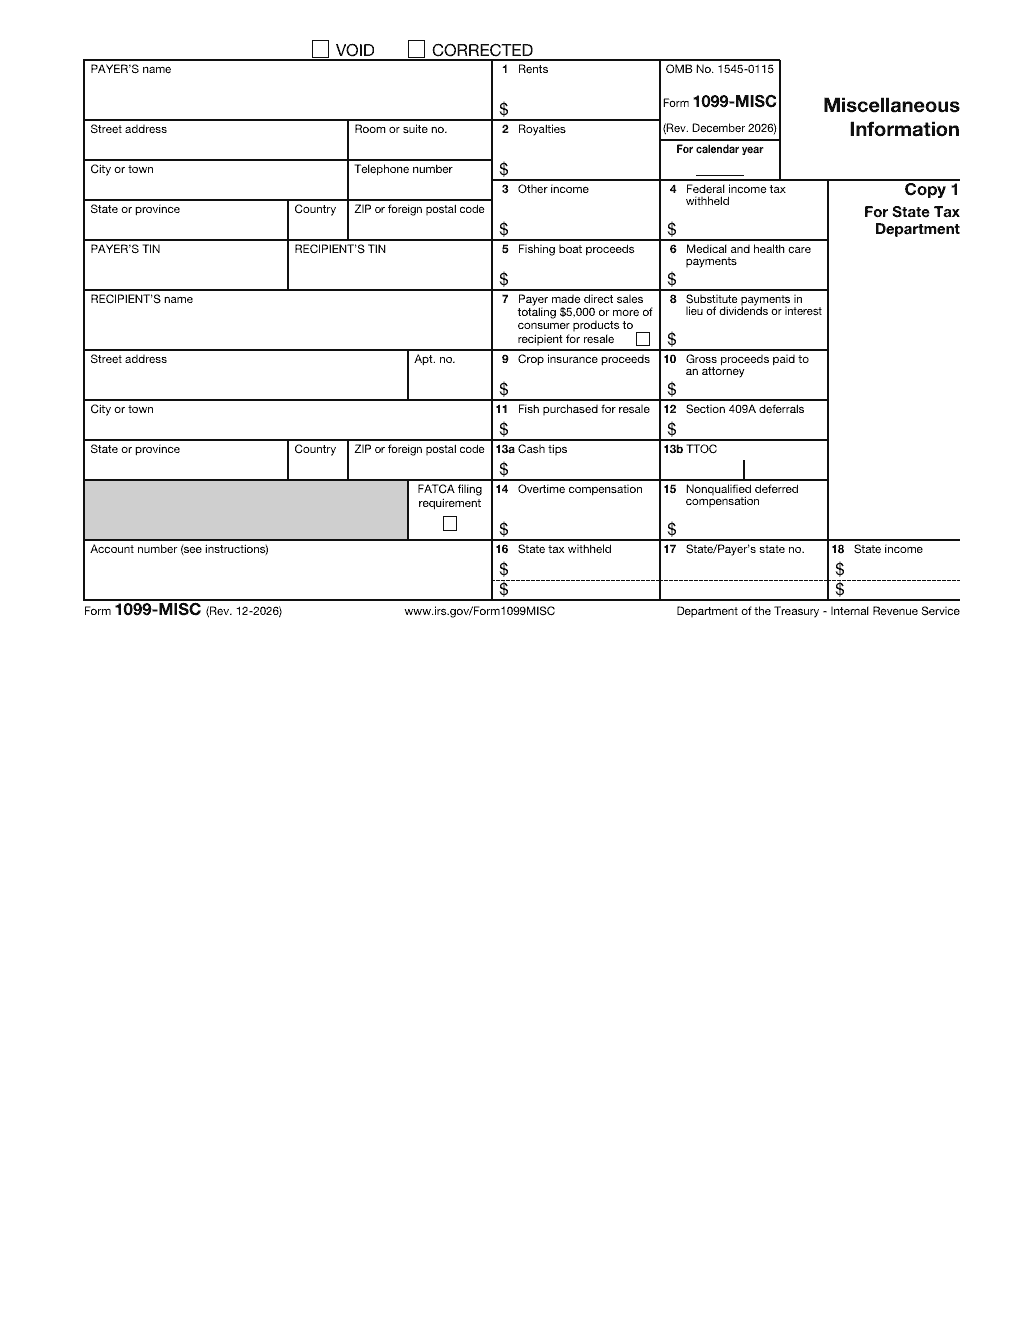 VOID CORRECTED
PAYER'S name
Street address
Room or suite no.
City or town
Telephone number
State or province
Country
ZIP or foreign postal code
PAYER'S TIN
RECIPIENT'S TIN
RECIPIENT'S name
Street address
Apt. no.
City or town
State or province
Country
ZIP or foreign postal code
FATCA filing
requirement
Account number (see instructions)
1 Rents
$
2 Royalties
$
OMB No. 1545-0115
Form 1099-MISC
(Rev. December 2026)
For calendar year
Miscellaneous
Information
3 Other income
$
4 Federal income tax
withheld
$
Copy 1
For State Tax
Department
5 Fishing boat proceeds
$
6 Medical and health care
payments
$
7 Payer made direct sales
totaling $5,000 or more of
consumer products to
recipient for resale
8 Substitute payments in
lieu of dividends or interest
$
9 Crop insurance proceeds
$
10 Gross proceeds paid to
an attorney
$
11 Fish purchased for resale
$
12 Section 409A deferrals
$
13a Cash tips
$
13b TTOC
14 Overtime compensation
$
15 Nonqualified deferred
compensation
$
16 State tax withheld
$
$
17 State/Payer's state no.
18 State income
$
$
Form 1099-MISC (Rev. 12-2026)
www.irs.gov/Form1099MISC
Department of the Treasury - Internal Revenue Service